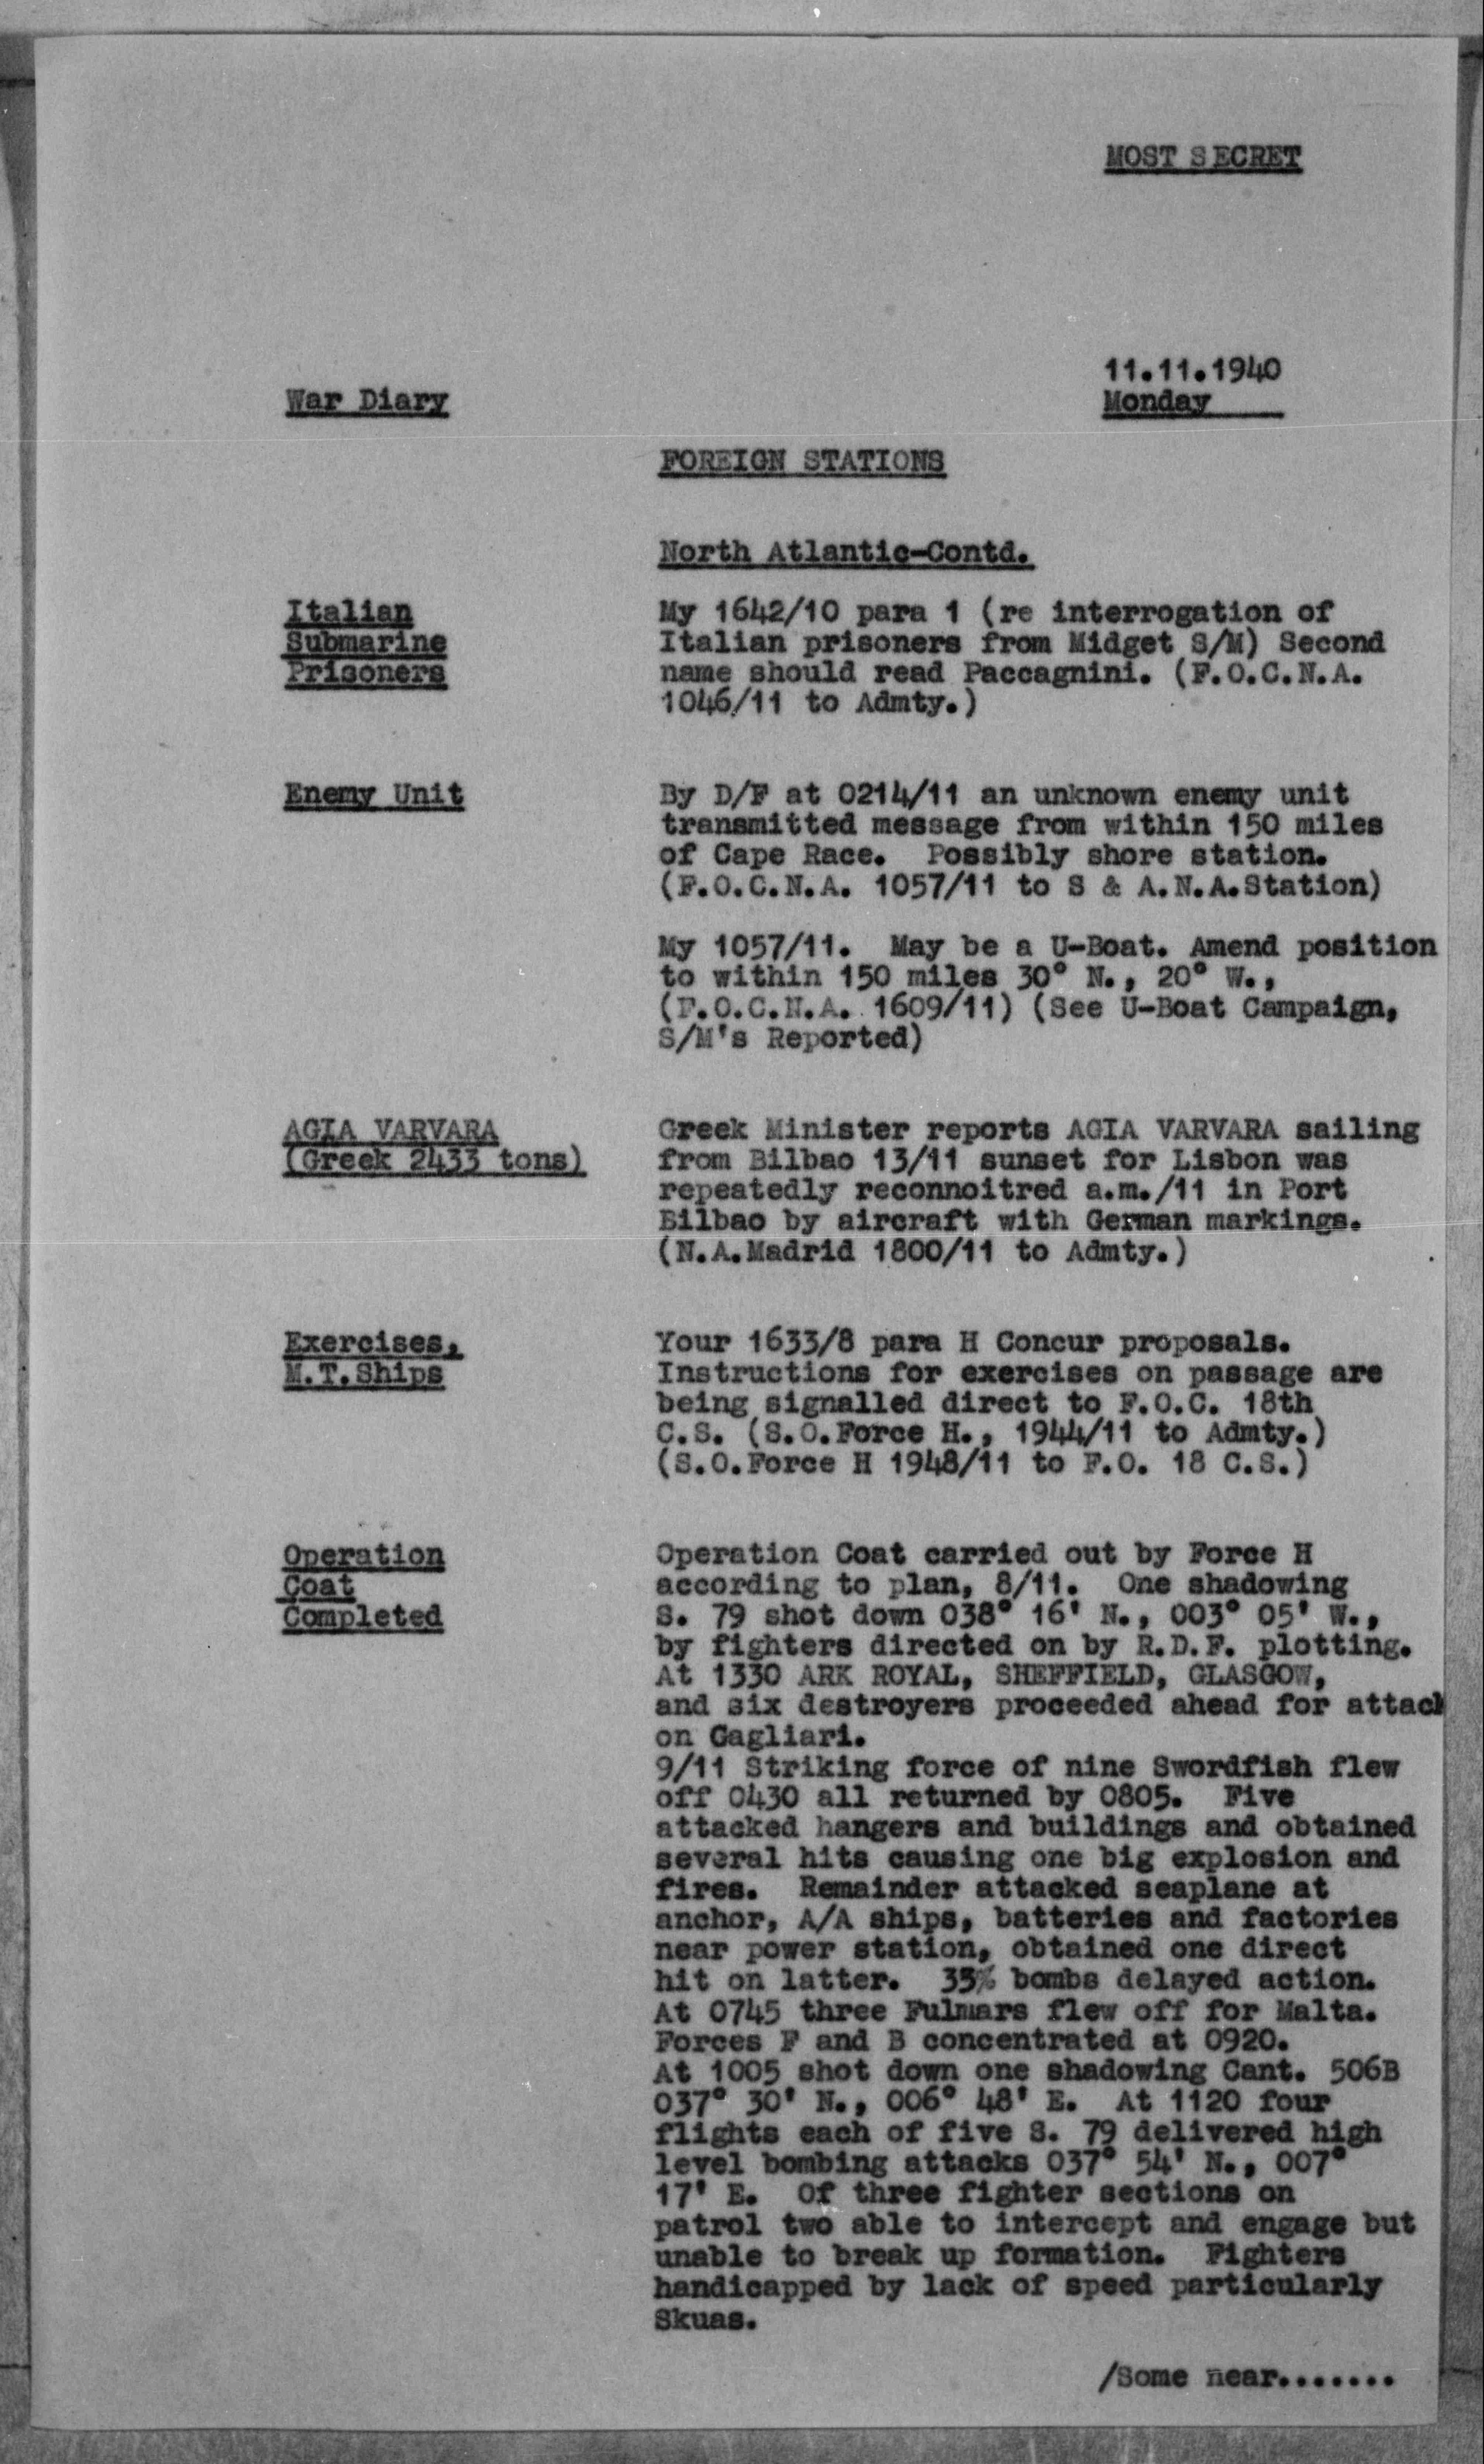 MOST SECRET
11.11.1940
War Diary
Monday
FOREIGN STATIONS
North Atlantic-Contd.
Italian
Submarine
Prisoners
My 1642/10 para 1 (re interrogation of
Italian prisoners from Midget S/M) Second
name should read Paccagnini. (F.O.C.N.A.
1046/11 to Admty.)
Enemy Unit
By D/F at 0214/11 an unknown enemy unit
transmitted message from within 150 miles
of Cape Race. Possibly shore station.
(F.O.C.N.A. 1057/11 to S & A.N.A.Station)
My 1057/11. May be a U-Boat. Amend position
to within 150 miles 30° N., 20° W.,
(F.O.C.N.A. 1609/11) (See U-Boat Campaign,
S/M's Reported)
AGIA VARVARA
(Greek 2433 tons)
Greek Minister reports AGIA VARVARA sailing
from Bilbao 13/11 sunset for Lisbon was
repeatedly reconnoitred a.m./11 in Port
Bilbao by aircraft with German markings.
(N.A.Madrid 1800/11 to Admty.)
Exercises,
M.T.Ships
Your 1633/8 para H Concur proposals.
Instructions for exercises on passage are
being signalled direct to F.O.C. 18th
C.S. (S.O.Force H., 1944/11 to Admty.)
(S.O.Force H 1948/11 to F.O. 18 C.S.)
Operation
Coat
Completed
Operation Coat carried out by Force H
according to plan, 8/11. One shadowing
S. 79 shot down 038° 16' N., 003° 05' W.,
by fighters directed on by R.D.F. plotting.
At 1330 ARK ROYAL, SHEFFIELD, GLASGOW,
and six destroyers proceeded ahead for attack
on Cagliari.
9/11 Striking force of nine Swordfish flew
off 0430 all returned by 0805. Five
attacked hangers and buildings and obtained
several hits causing one big explosion and
fires. Remainder attacked seaplane at
anchor, A/A ships, batteries and factories
near power station, obtained one direct
hit on latter. 35% bombs delayed action.
At 0745 three Fulmars flew off for Malta.
Forces F and B concentrated at 0920.
At 1005 shot down one shadowing Cant. 506B
037° 30' N., 006° 48' E. At 1120 four
flights each of five S. 79 delivered high
level bombing attacks 037° 54' N., 007°
17' E. Of three fighter sections on
patrol two able to intercept and engage but
unable to break up formation. Fighters
handicapped by lack of speed particularly
Skuas.
/Some near.......